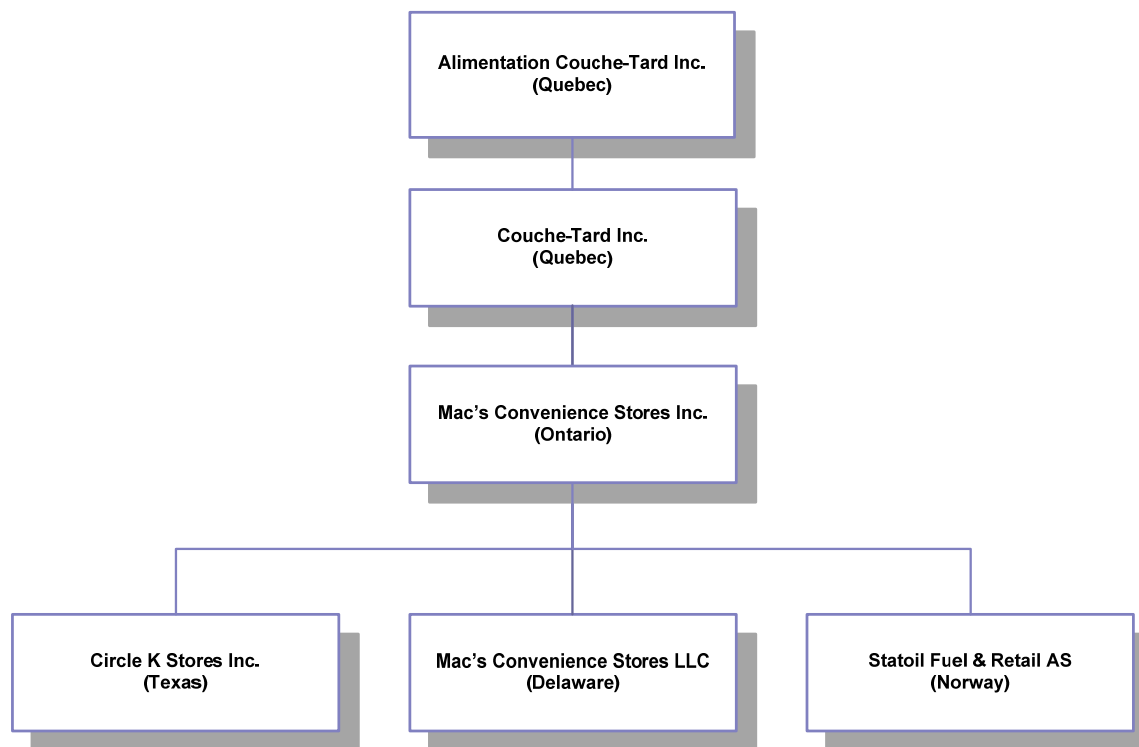 Alimentation Couche-Tard Inc.
(Quebec)
Couche-Tard Inc.
(Quebec)
Mac’s Convenience Stores Inc.
(Ontario)
Circle K Stores Inc.
(Texas)
Mac’s Convenience Stores LLC
(Delaware)
Statoil Fuel & Retail AS
(Norway)